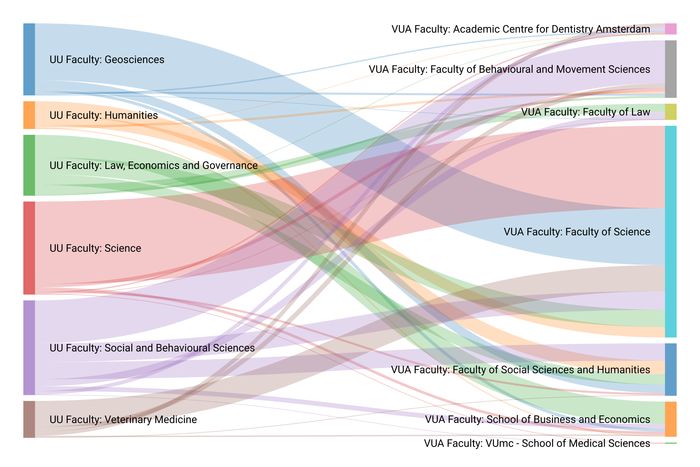 UU Faculty: Geosciences
UU Faculty: Humanities
UU Faculty: Law, Economics and Governance
UU Faculty: Science
UU Faculty: Social and Behavioural Sciences
UU Faculty: Veterinary Medicine
VUA Faculty: Academic Centre for Dentistry Amsterdam
VUA Faculty: Faculty of Behavioural and Movement Sciences
VUA Faculty: Faculty of Law
VUA Faculty: Faculty of Science
VUA Faculty: Faculty of Social Sciences and Humanities
VUA Faculty: School of Business and Economics
VUA Faculty: VUmc - School of Medical Sciences